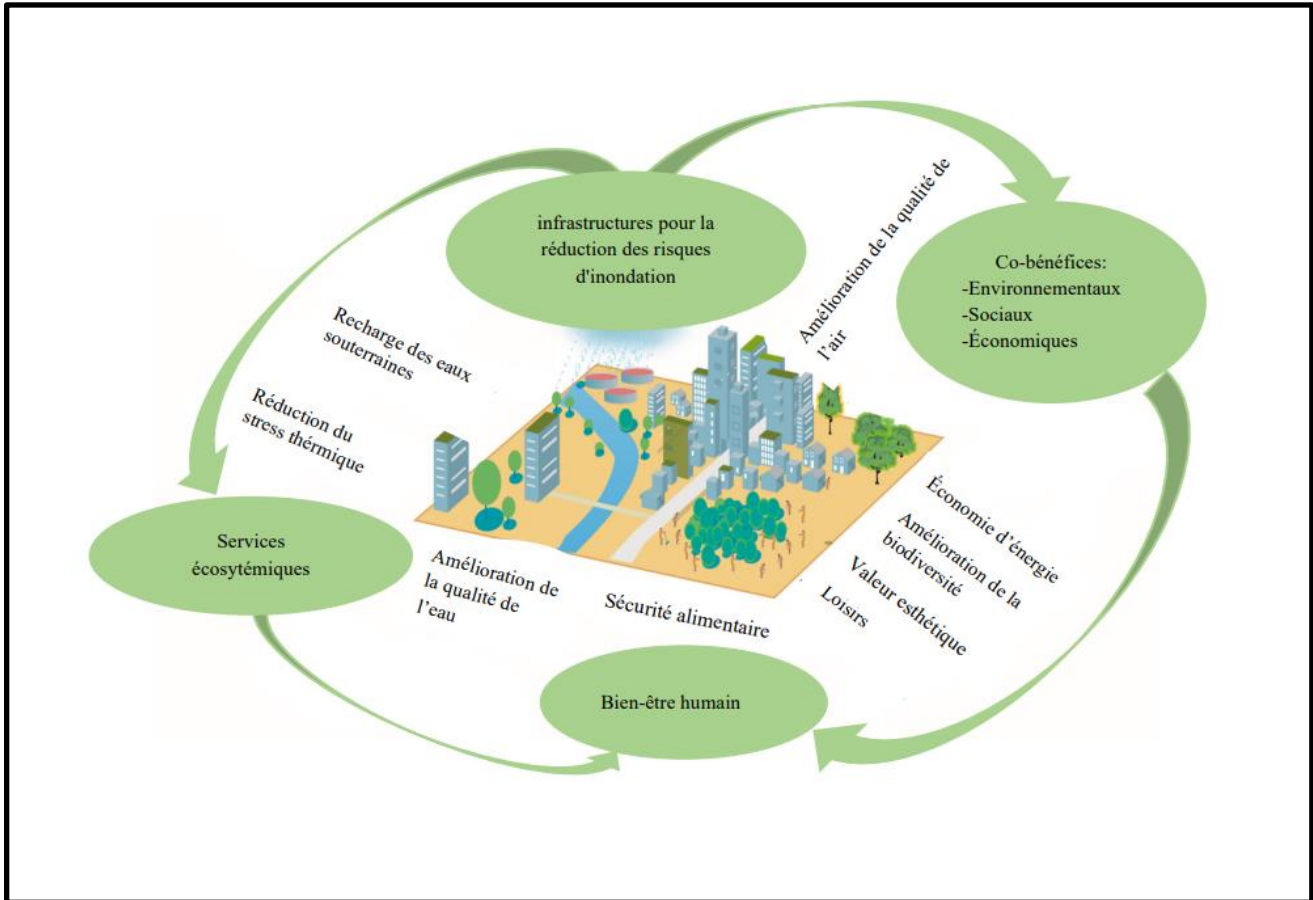 infrastructures pour la
réduction des risques
d'inondation
Co-bénéfices:
-Environnementaux
-Sociaux
-Économiques
Amélioration de la qualité de
l’air
Recharge des eaux
souterraines
Réduction du
stress thérmique
Services
écosytémiques
Amélioration de
la qualité de
l’eau
Sécurité alimentaire
Économie d’énergie
Amélioration de la
biodiversité
Valeur esthétique
Loisirs
Bien-être humain